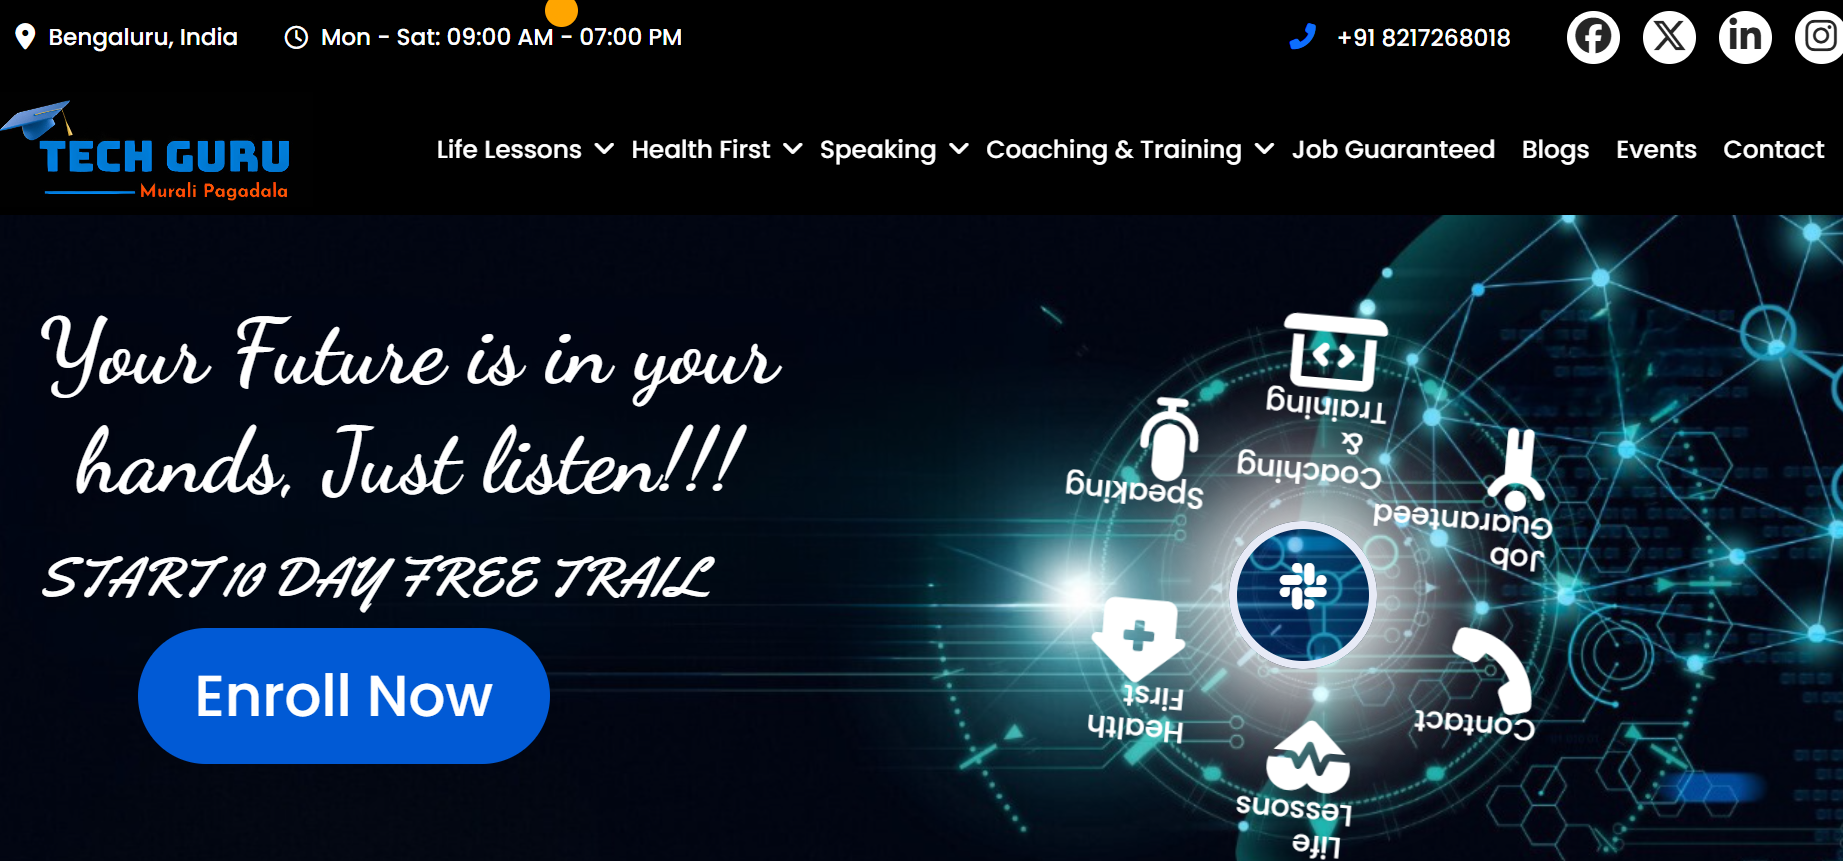 Bengaluru, India
Mon - Sat: 09:00 AM - 07:00 PM
+91 8217268018
TECH GURU
Murali Pagadala
Life Lessons
Health First
Speaking
Coaching & Training
Job Guaranteed
Blogs
Events
Contact
Your Future is in your
hands, Just listen!!!
START 10 DAY FREE TRAIL
Enroll Now
Coaching
&
Training
Speaking
Job
Guaranteed
Health
First
Contact
Life
Lessons